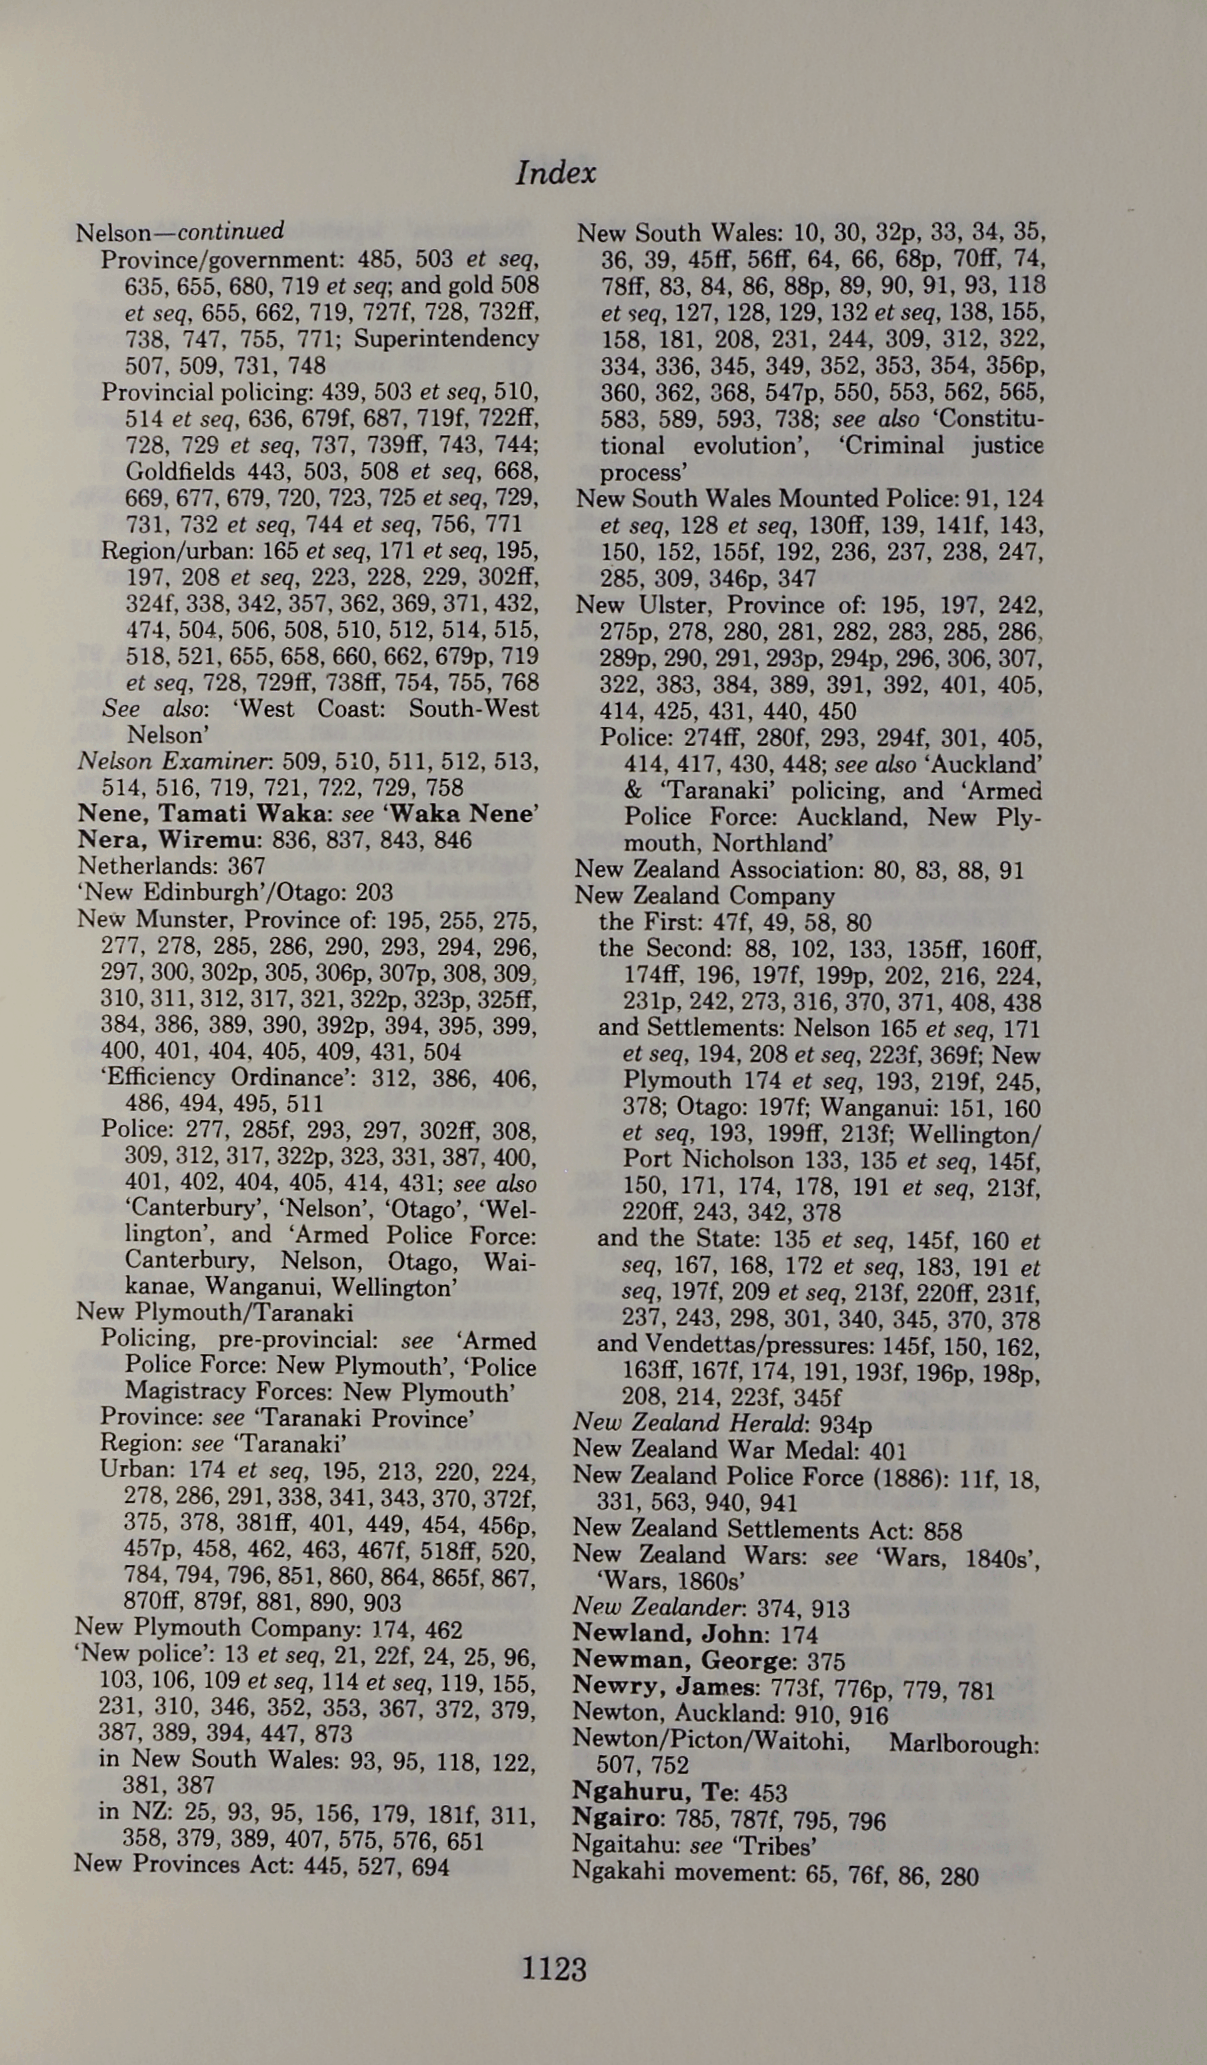 Index
Nelson—continued
Province/government: 485, 503 et seq,
635, 655, 680, 719 et seq; and gold 508
et seq, 655, 662, 719, 727f, 728, 732ff,
738, 747, 755, 771; Superintendency
507, 509, 731, 748
Provincial policing: 439, 503 et seq, 510,
514 et seq, 636, 679f, 687, 719f, 722ff,
728, 729 et seq, 737, 739ff, 743, 744;
Goldfields 443, 503, 508 et seq, 668,
669, 677, 679, 720, 723, 725 et seq, 729,
731, 732 et seq, 744 et seq, 756, 771
Region/urban: 165 et seq, 171 et seq, 195,
197, 208 et seq, 223, 228, 229, 302ff,
324f, 338, 342, 357, 362, 369, 371, 432,
474, 504, 506, 508, 510, 512, 514, 515,
518, 521, 655, 658, 660, 662, 679p, 719
et seq, 728, 729ff, 738ff, 754, 755, 768
See also: ‘West Coast: South-West
Nelson’
Nelson Examiner: 509, 510, 511, 512, 513,
514, 516, 719, 721, 722, 729, 758
Nene, Tamati Waka: see ‘Waka Nene’
Nera, Wiremu: 836, 837, 843, 846
Netherlands: 367
‘New Edinburgh’/Otago: 203
New Munster, Province of: 195, 255, 275,
277, 278, 285, 286, 290, 293, 294, 296,
297, 300, 302p, 305, 306p, 307p, 308, 309,
310, 311, 312, 317, 321, 322p, 323p, 325ff,
384, 386, 389, 390, 392p, 394, 395, 399,
400, 401, 404, 405, 409, 431, 504
‘Efficiency Ordinance’: 312, 386, 406,
486, 494, 495, 511
Police: 277, 285f, 293, 297, 302ff, 308,
309, 312, 317, 322p, 323, 331, 387, 400,
401, 402, 404, 405, 414, 431; see also
‘Canterbury’, ‘Nelson’, ‘Otago’, ‘Wel-
lington’, and ‘Armed Police Force:
Canterbury, Nelson, Otago, Wai-
kanae, Wanganui, Wellington’
New Plymouth/Taranaki
Policing, pre-provincial: see ‘Armed
Police Force: New Plymouth’, ‘Police
Magistracy Forces: New Plymouth’
Province: see ‘Taranaki Province’
Region: see ‘Taranaki’
Urban: 174 et seq, 195, 213, 220, 224,
278, 286, 291, 338, 341, 343, 370, 372f,
375, 378, 381ff, 401, 449, 454, 456p,
457p, 458, 462, 463, 467f, 518ff, 520,
784, 794, 796, 851, 860, 864, 865f, 867,
870ff, 879f, 881, 890, 903
New Plymouth Company: 174, 462
‘New police’: 13 et seq, 21, 22f, 24, 25, 96,
103, 106, 109 et seq, 114 et seq, 119, 155,
231, 310, 346, 352, 353, 367, 372, 379,
387, 389, 394, 447, 873
in New South Wales: 93, 95, 118, 122,
381, 387
in NZ: 25, 93, 95, 156, 179, 181f, 311,
358, 379, 389, 407, 575, 576, 651
New Provinces Act: 445, 527, 694
New South Wales: 10, 30, 32p, 33, 34, 35,
36, 39, 45ff, 56ff, 64, 66, 68p, 70ff, 74,
78ff, 83, 84, 86, 88p, 89, 90, 91, 93, 118
et seq, 127, 128, 129, 132 et seq, 138, 155,
158, 181, 208, 231, 244, 309, 312, 322,
334, 336, 345, 349, 352, 353, 354, 356p,
360, 362, 368, 547p, 550, 553, 562, 565,
583, 589, 593, 738; see also ‘Constitu-
tional evolution’, ‘Criminal justice
process’
New South Wales Mounted Police: 91, 124
et seq, 128 et seq, 130ff, 139, 141f, 143,
150, 152, 155f, 192, 236, 237, 238, 247,
285, 309, 346p, 347
New Ulster, Province of: 195, 197, 242,
275p, 278, 280, 281, 282, 283, 285, 286,
289p, 290, 291, 293p, 294p, 296, 306, 307,
322, 383, 384, 389, 391, 392, 401, 405,
414, 425, 431, 440, 450
Police: 274ff, 280f, 293, 294f, 301, 405,
414, 417, 430, 448; see also ‘Auckland’
& ‘Taranaki’ policing, and ‘Armed
Police Force: Auckland, New Ply-
mouth, Northland’
New Zealand Association: 80, 83, 88, 91
New Zealand Company
the First: 47f, 49, 58, 80
the Second: 88, 102, 133, 135ff, 160ff,
174ff, 196, 197f, 199p, 202, 216, 224,
231p, 242, 273, 316, 370, 371, 408, 438
and Settlements: Nelson 165 et seq, 171
et seq, 194, 208 et seq, 223f, 369f; New
Plymouth 174 et seq, 193, 219f, 245,
378; Otago: 197f; Wanganui: 151, 160
et seq, 193, 199ff, 213f; Wellington/
Port Nicholson 133, 135 et seq, 145f,
150, 171, 174, 178, 191 et seq, 213f,
220ff, 243, 342, 378
and the State: 135 et seq, 145f, 160 et
seq, 167, 168, 172 et seq, 183, 191 et
seq, 197f, 209 et seq, 213f, 220ff, 231f,
237, 243, 298, 301, 340, 345, 370, 378
and Vendettas/pressures: 145f, 150, 162,
163ff, 167f, 174, 191, 193f, 196p, 198p,
208, 214, 223f, 345f
New Zealand Herald: 934p
New Zealand War Medal: 401
New Zealand Police Force (1886): 11f, 18,
331, 563, 940, 941
New Zealand Settlements Act: 858
New Zealand Wars: see ‘Wars, 1840s’,
‘Wars, 1860s’
New Zealander: 374, 913
Newland, John: 174
Newman, George: 375
Newry, James: 773f, 776p, 779, 781
Newton, Auckland: 910, 916
Newton/Picton/Waitohi, Marlborough:
507, 752
Ngahuru, Te: 453
Ngairo: 785, 787f, 795, 796
Ngaitahu: see ‘Tribes’
Ngakahi movement: 65, 76f, 86, 280
1123